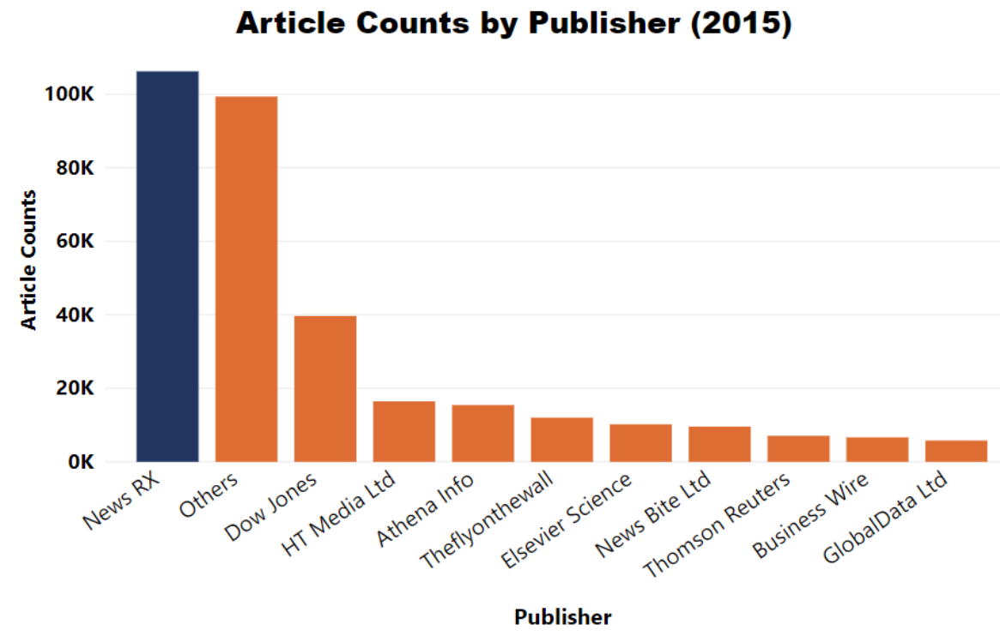 Article Counts by Publisher (2015)
Article Counts
100K
80K
60K
40K
20K
0K
News RX
Others
Dow Jones
HT Media Ltd
Athena Info
Theflyonthewall
Elsevier Science
News Bite Ltd
Thomson Reuters
Business Wire
GlobalData Ltd
Publisher